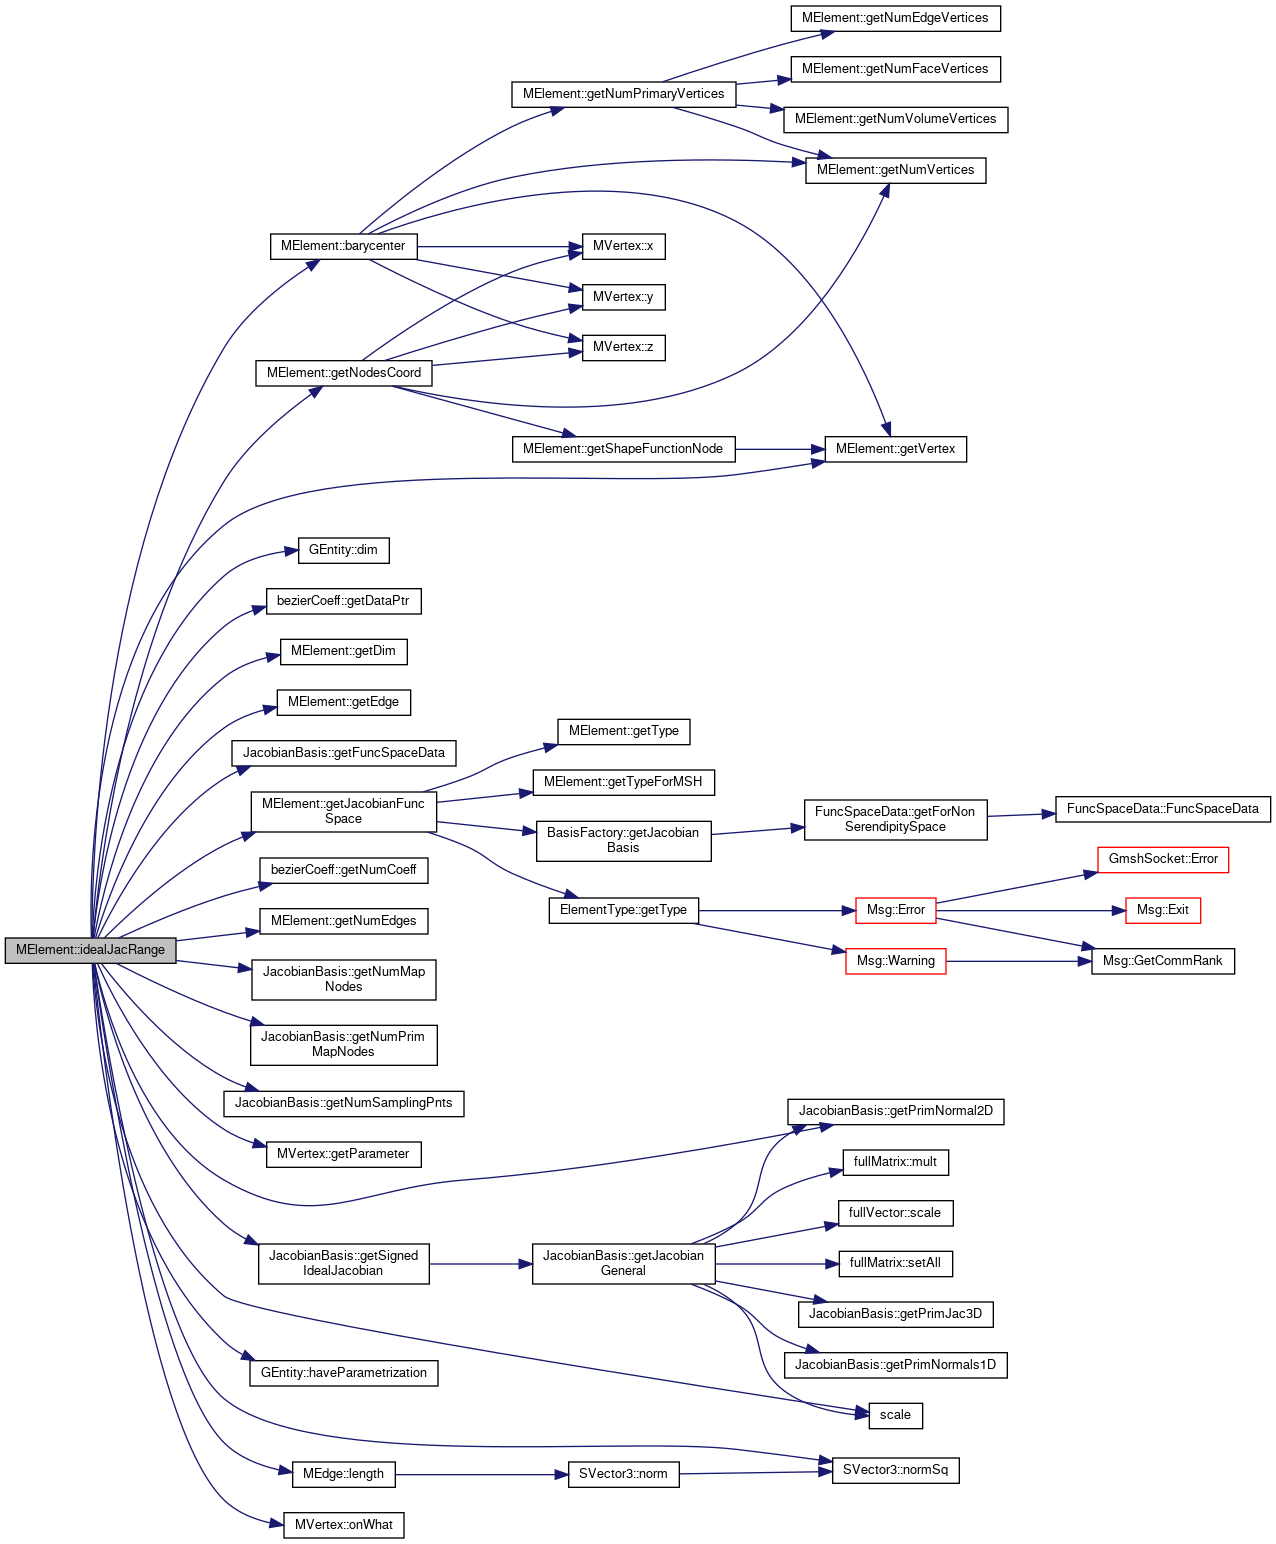 MElement::getNumEdgeVertices
MElement::getNumFaceVertices
MElement::getNumPrimaryVertices
MElement::getNumVolumeVertices
MElement::getNumVertices
MElement::barycenter
MVertex::x
MVertex::y
MVertex::z
MElement::getNodesCoord
MElement::getShapeFunctionNode
MElement::getVertex
GEntity::dim
bezierCoeff::getDataPtr
MElement::getDim
MElement::getEdge
JacobianBasis::getFuncSpaceData
MElement::getType
MElement::getTypeForMSH
MElement::getJacobianFunc
Space
BasisFactory::getJacobian
Basis
FuncSpaceData::getForNon
SerendipitySpace
FuncSpaceData::FuncSpaceData
GmshSocket::Error
bezierCoeff::getNumCoeff
ElementType::getType
Msg::Error
Msg::Exit
MElement::getNumEdges
MElement::idealJacRange
Msg::Warning
Msg::GetCommRank
JacobianBasis::getNumMap
Nodes
JacobianBasis::getNumPrim
MapNodes
JacobianBasis::getNumSamplingPnts
JacobianBasis::getPrimNormal2D
MVertex::getParameter
fullMatrix::mult
fullVector::scale
JacobianBasis::getSigned
IdealJacobian
JacobianBasis::getJacobian
General
fullMatrix::setAll
JacobianBasis::getPrimJac3D
GEntity::haveParametrization
JacobianBasis::getPrimNormals1D
scale
MEdge::length
SVector3::norm
SVector3::normSq
MVertex::onWhat